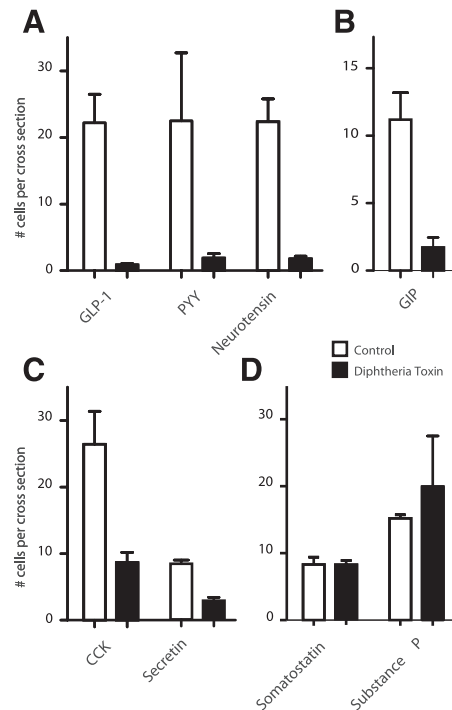 A
# cells per cross section
30
20
10
0
GLP-1
PYY
Neurotensin
B
15
10
5
0
GIP
Control
Diphtheria Toxin
C
# cells per cross section
30
20
10
0
CCK
Secretin
D
30
20
10
0
Somatostatin
Substance P